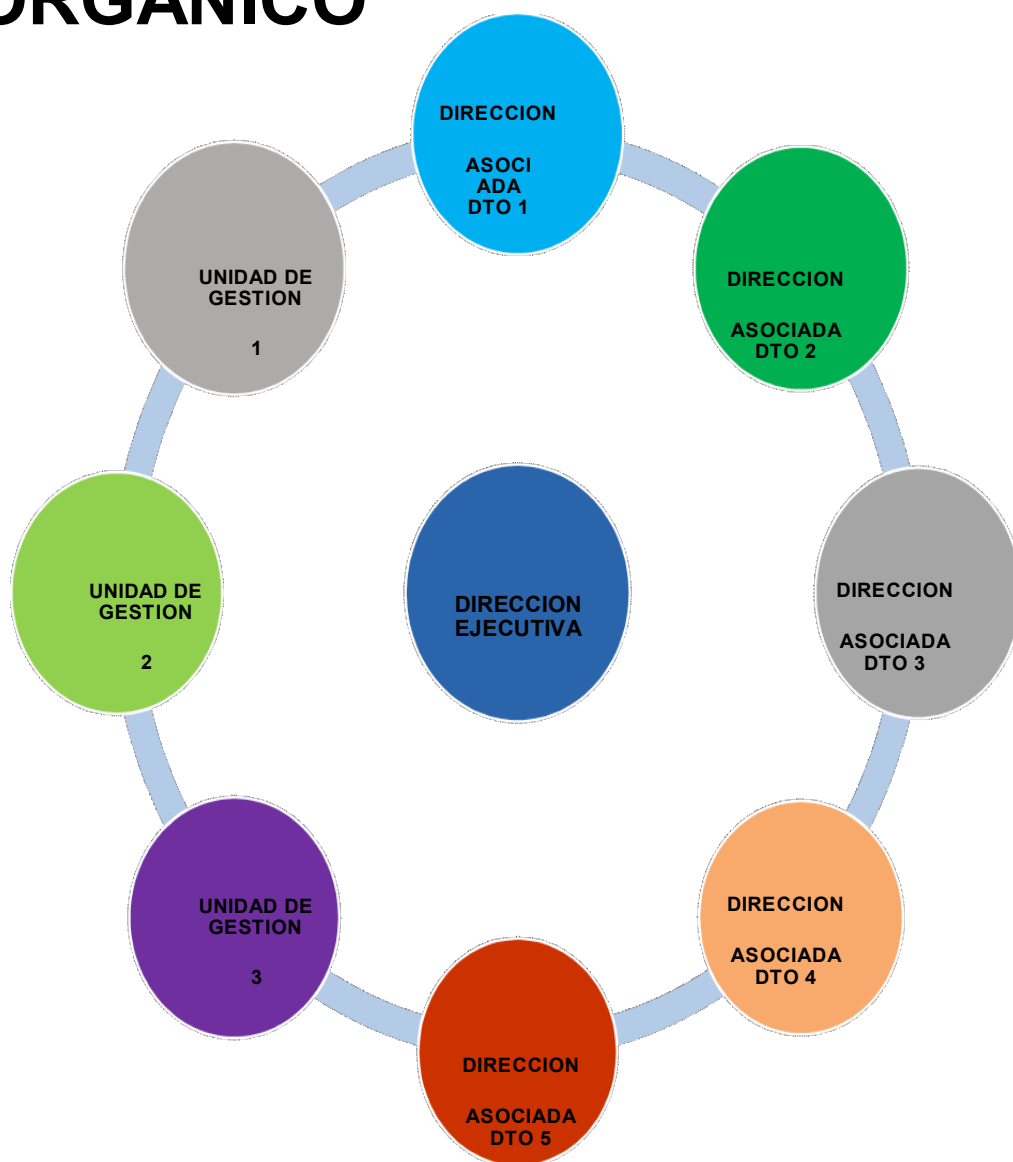 ORGANICO
DIRECCION
ASOCI
ADA
DTO 1
DIRECCION
ASOCIADA
DTO 2
DIRECCION
ASOCIADA
DTO 3
DIRECCION
ASOCIADA
DTO 4
DIRECCION
ASOCIADA
DTO 5
UNIDAD DE
GESTION
3
UNIDAD DE
GESTION
2
UNIDAD DE
GESTION
1
DIRECCION
EJECUTIVA